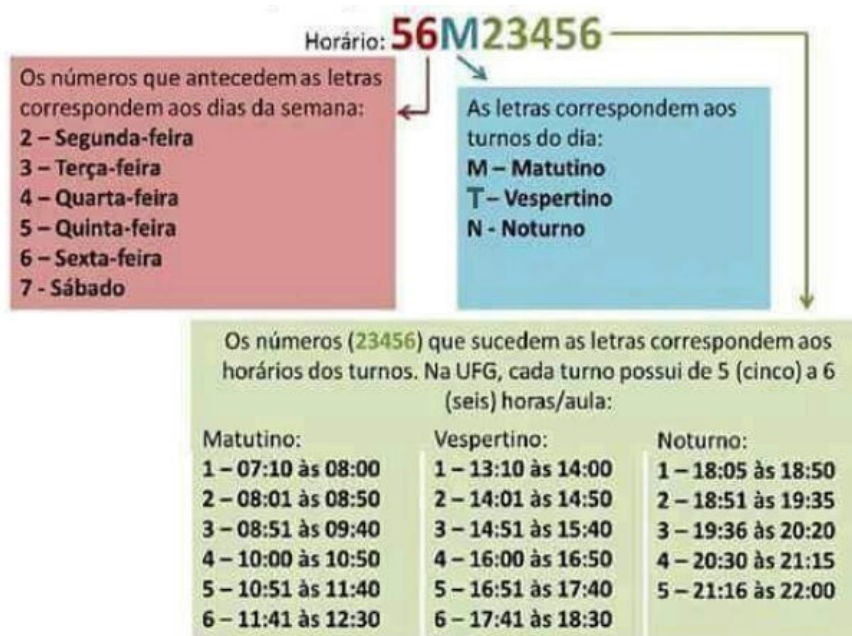 Horário: 56M23456
Os números que antecedem as letras
correspondem aos dias da semana:
2 – Segunda-feira
3 – Terça-feira
4 – Quarta-feira
5 – Quinta-feira
6 – Sexta-feira
7 - Sábado
As letras correspondem aos
turnos do dia:
M – Matutino
T – Vespertino
N - Noturno
Os números (23456) que sucedem as letras correspondem aos
horários dos turnos. Na UFG, cada turno possui de 5 (cinco) a 6
(seis) horas/aula:
Matutino:
1 – 07:10 às 08:00
2 – 08:01 às 08:50
3 – 08:51 às 09:40
4 – 10:00 às 10:50
5 – 10:51 às 11:40
6 – 11:41 às 12:30
Vespertino:
1 – 13:10 às 14:00
2 – 14:01 às 14:50
3 – 14:51 às 15:40
4 – 16:00 às 16:50
5 – 16:51 às 17:40
6 – 17:41 às 18:30
Noturno:
1 – 18:05 às 18:50
2 – 18:51 às 19:35
3 – 19:36 às 20:20
4 – 20:30 às 21:15
5 – 21:16 às 22:00